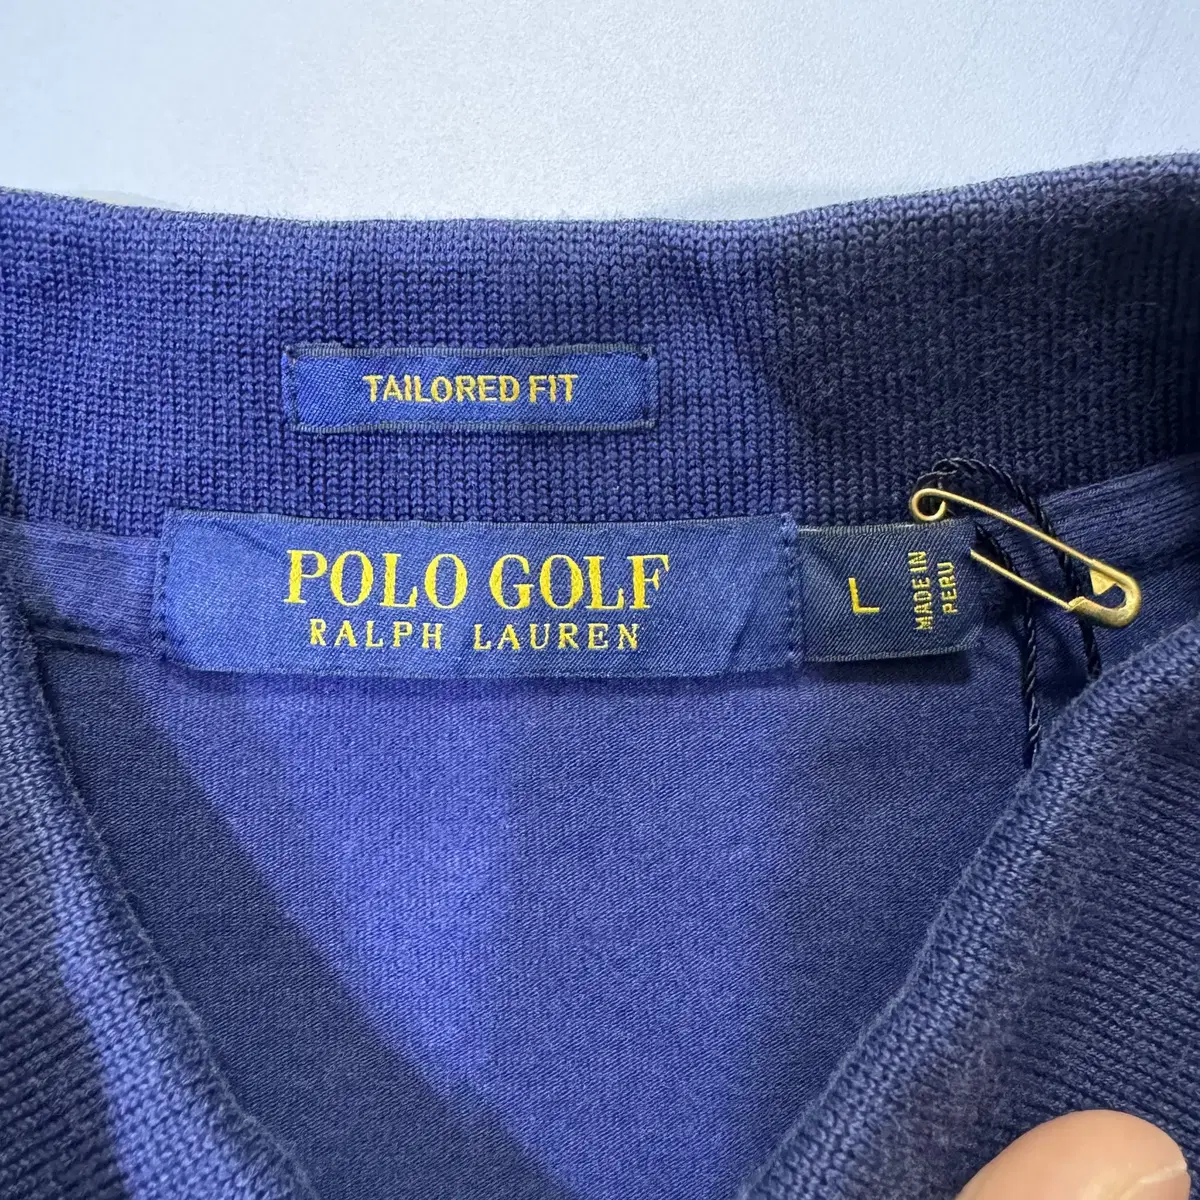 TAILORED FIT
POLO GOLF
RALPH LAUREN
L
MADE IN
PERU